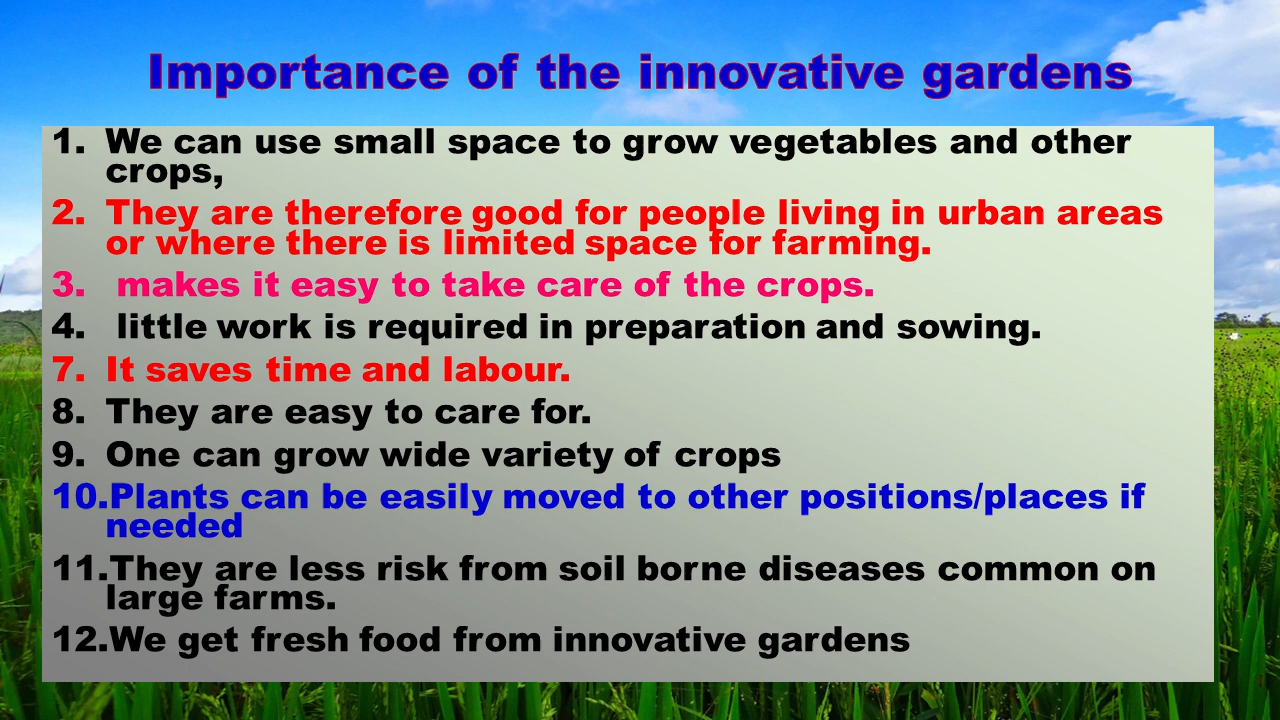 Importance of the innovative gardens
1. We can use small space to grow vegetables and other
crops,
2. They are therefore good for people living in urban areas
or where there is limited space for farming.
3. makes it easy to take care of the crops.
4. little work is required in preparation and sowing.
7. It saves time and labour.
8. They are easy to care for.
9. One can grow wide variety of crops
10.Plants can be easily moved to other positions/places if
needed
11.They are less risk from soil borne diseases common on
large farms.
12.We get fresh food from innovative gardens